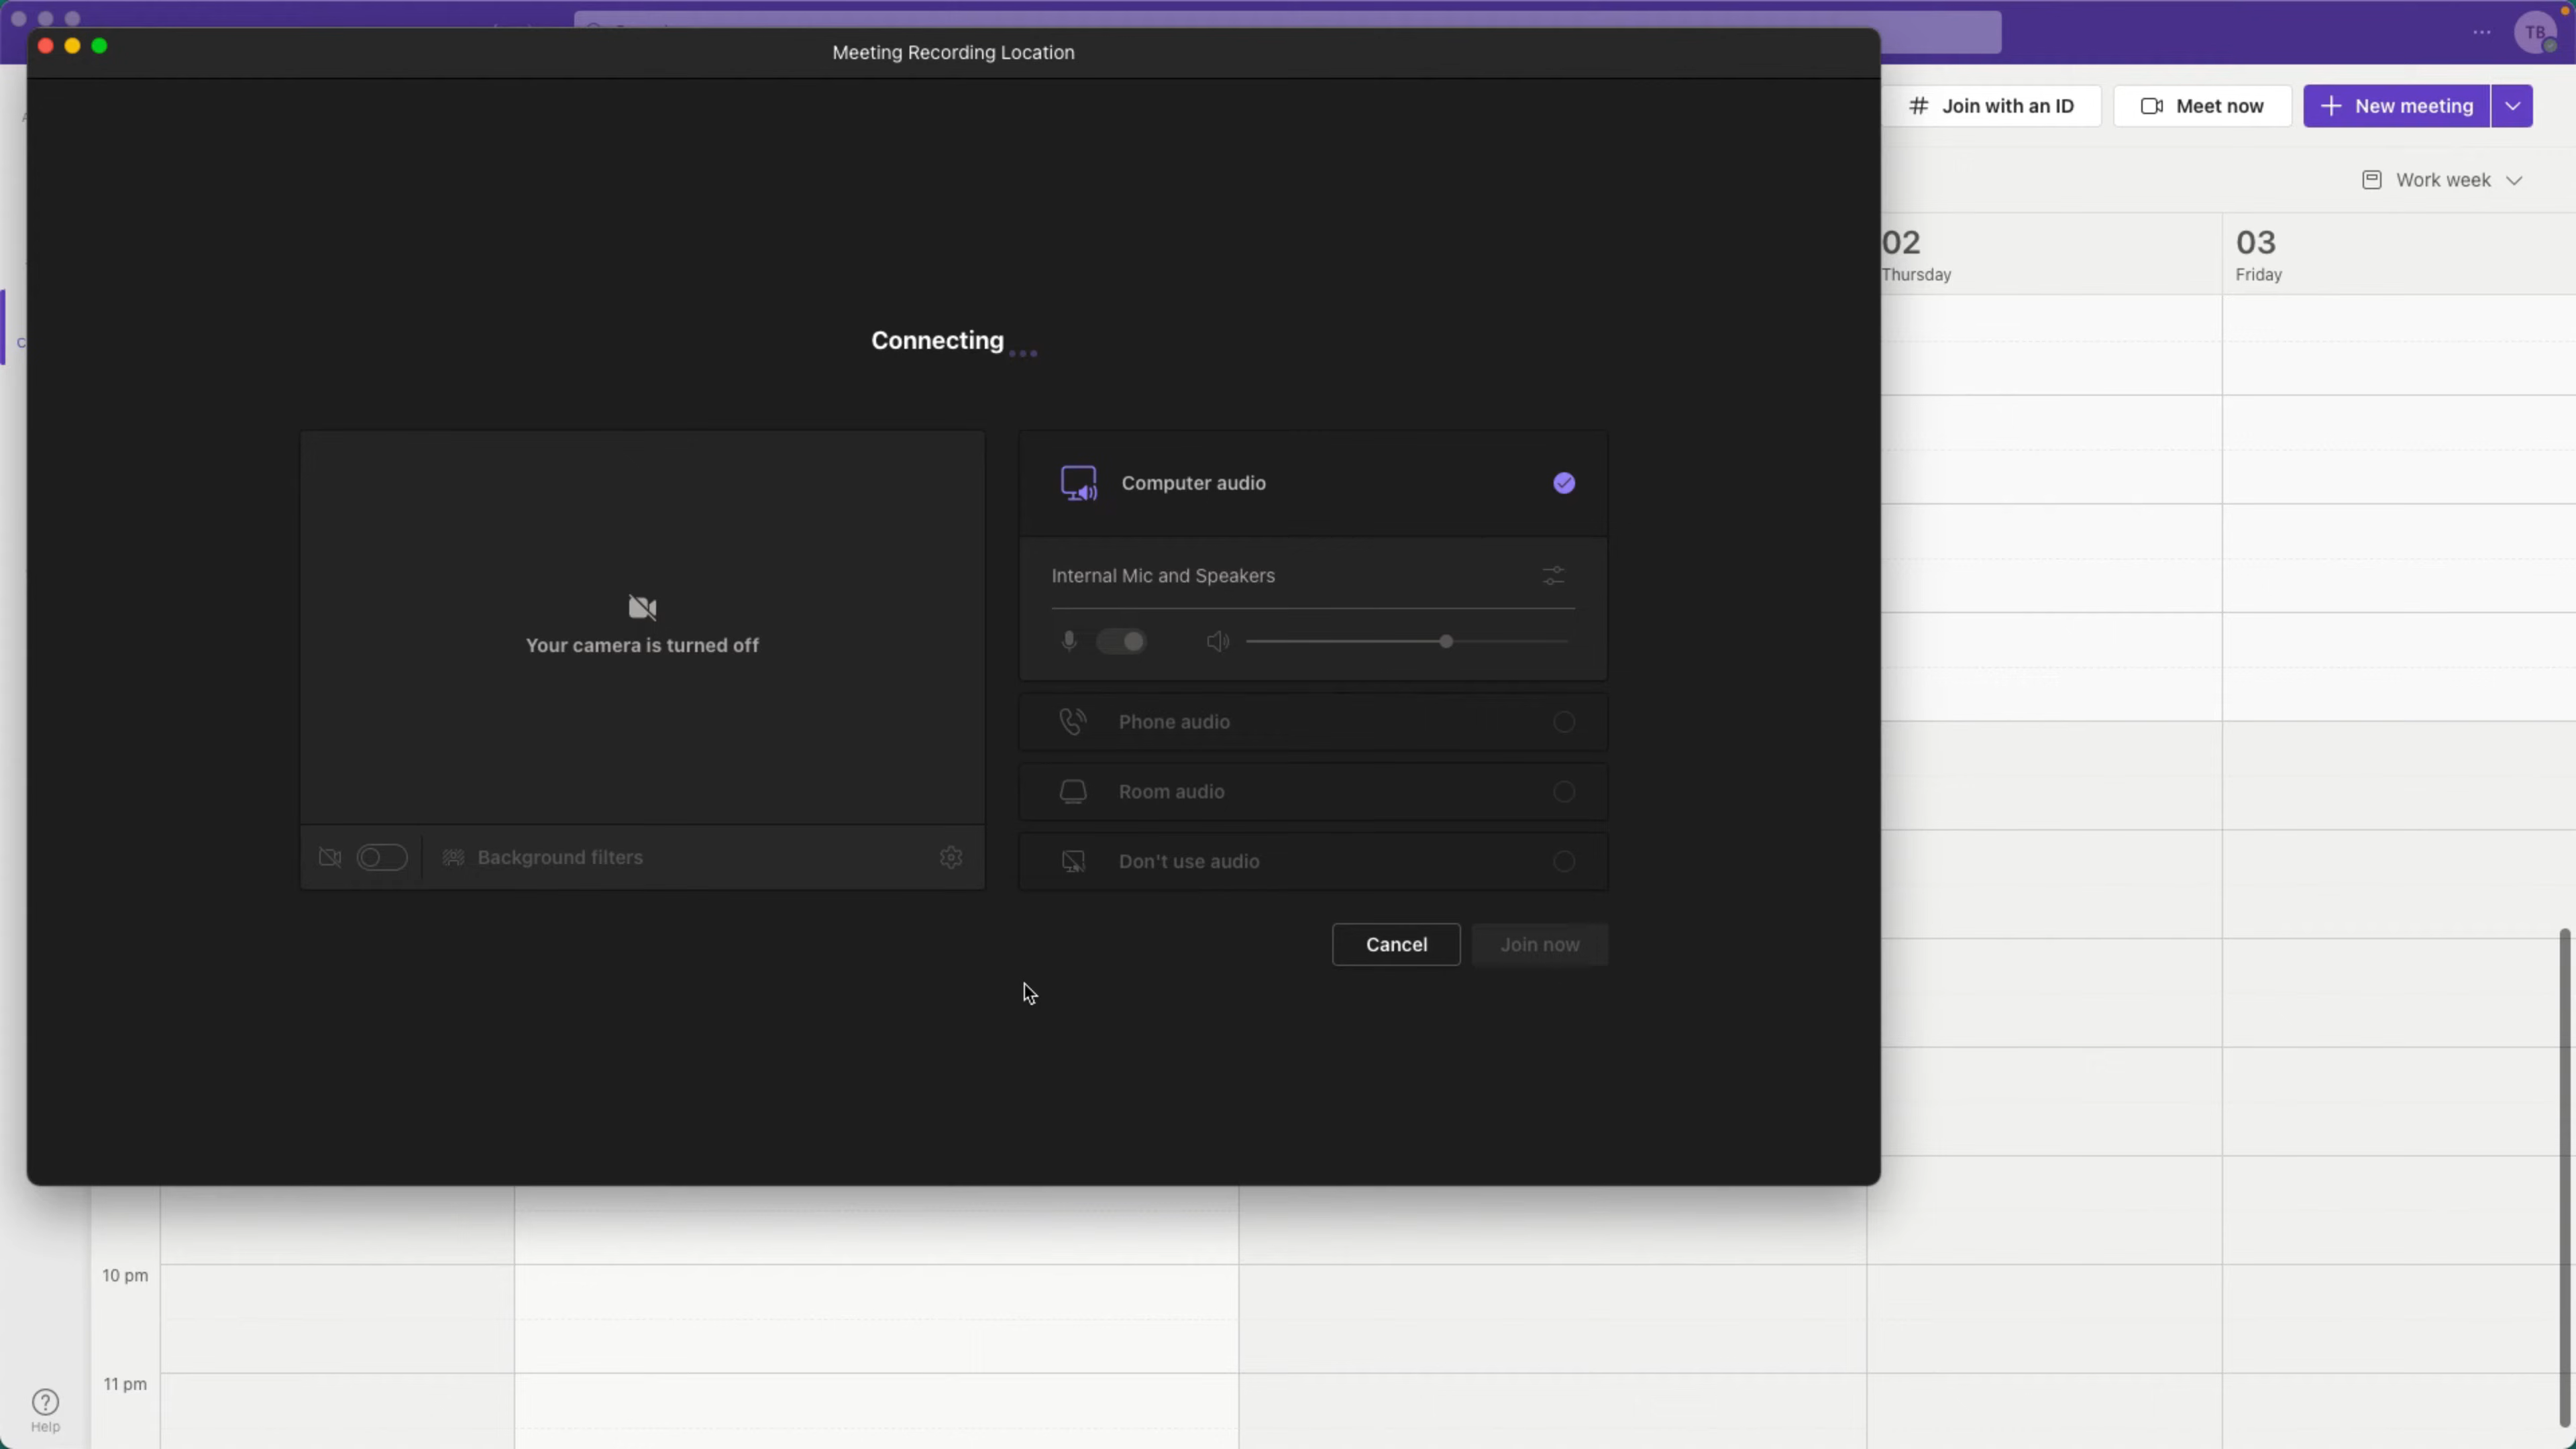 Meeting Recording Location
TB
Join with an ID
Meet now
New meeting
Work week
02
Thursday
03
Friday
Connecting...
Computer audio
Internal Mic and Speakers
Your camera is turned off
Phone audio
Room audio
Background filters
Don't use audio
Cancel
Join now
10 pm
11 pm
Help